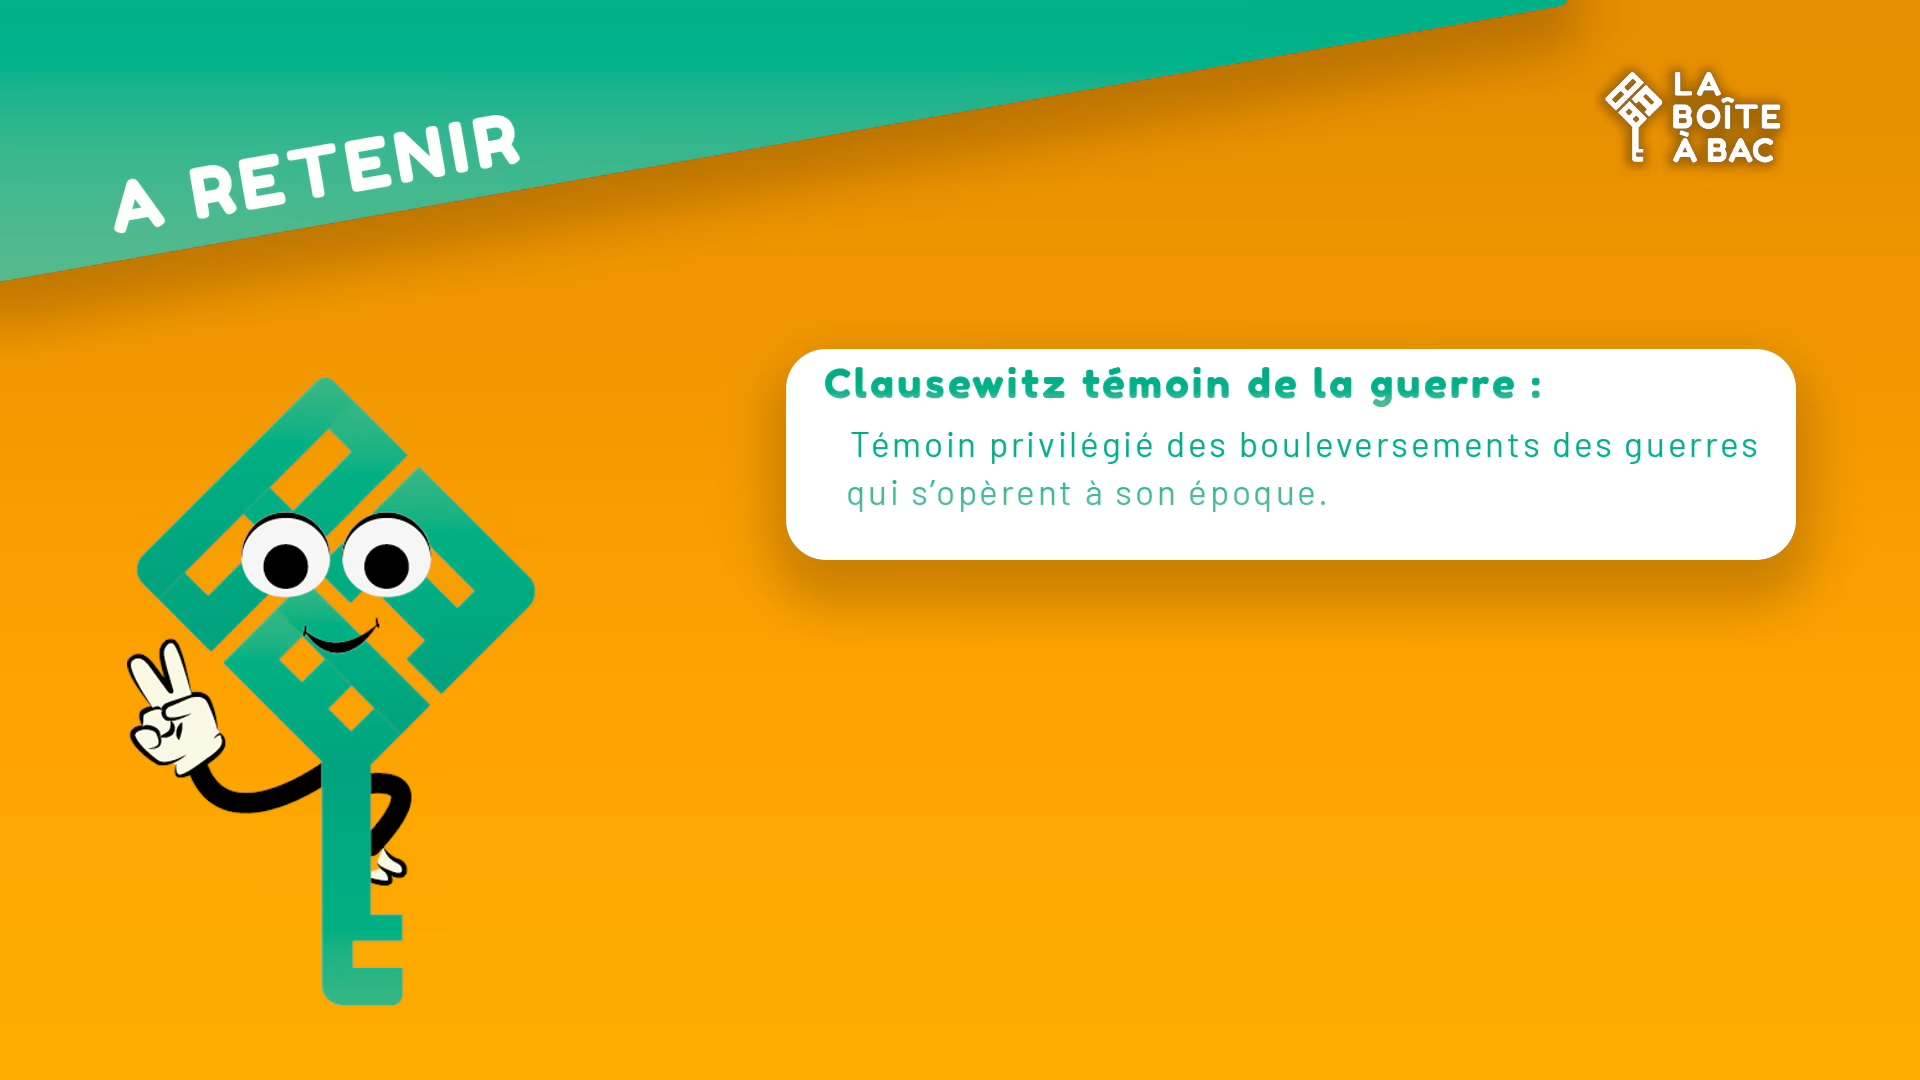 A RETENIR
LA
BOÎTE
À BAC
Clausewitz témoin de la guerre :
Témoin privilégié des bouleversements des guerres
qui s’opèrent à son époque.